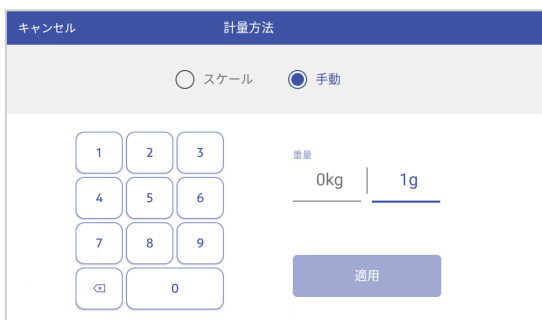 キャンセル 計量方法
スケール 手動
1 2 3
重量
0kg 1g
4 5 6
7 8 9
適用
0